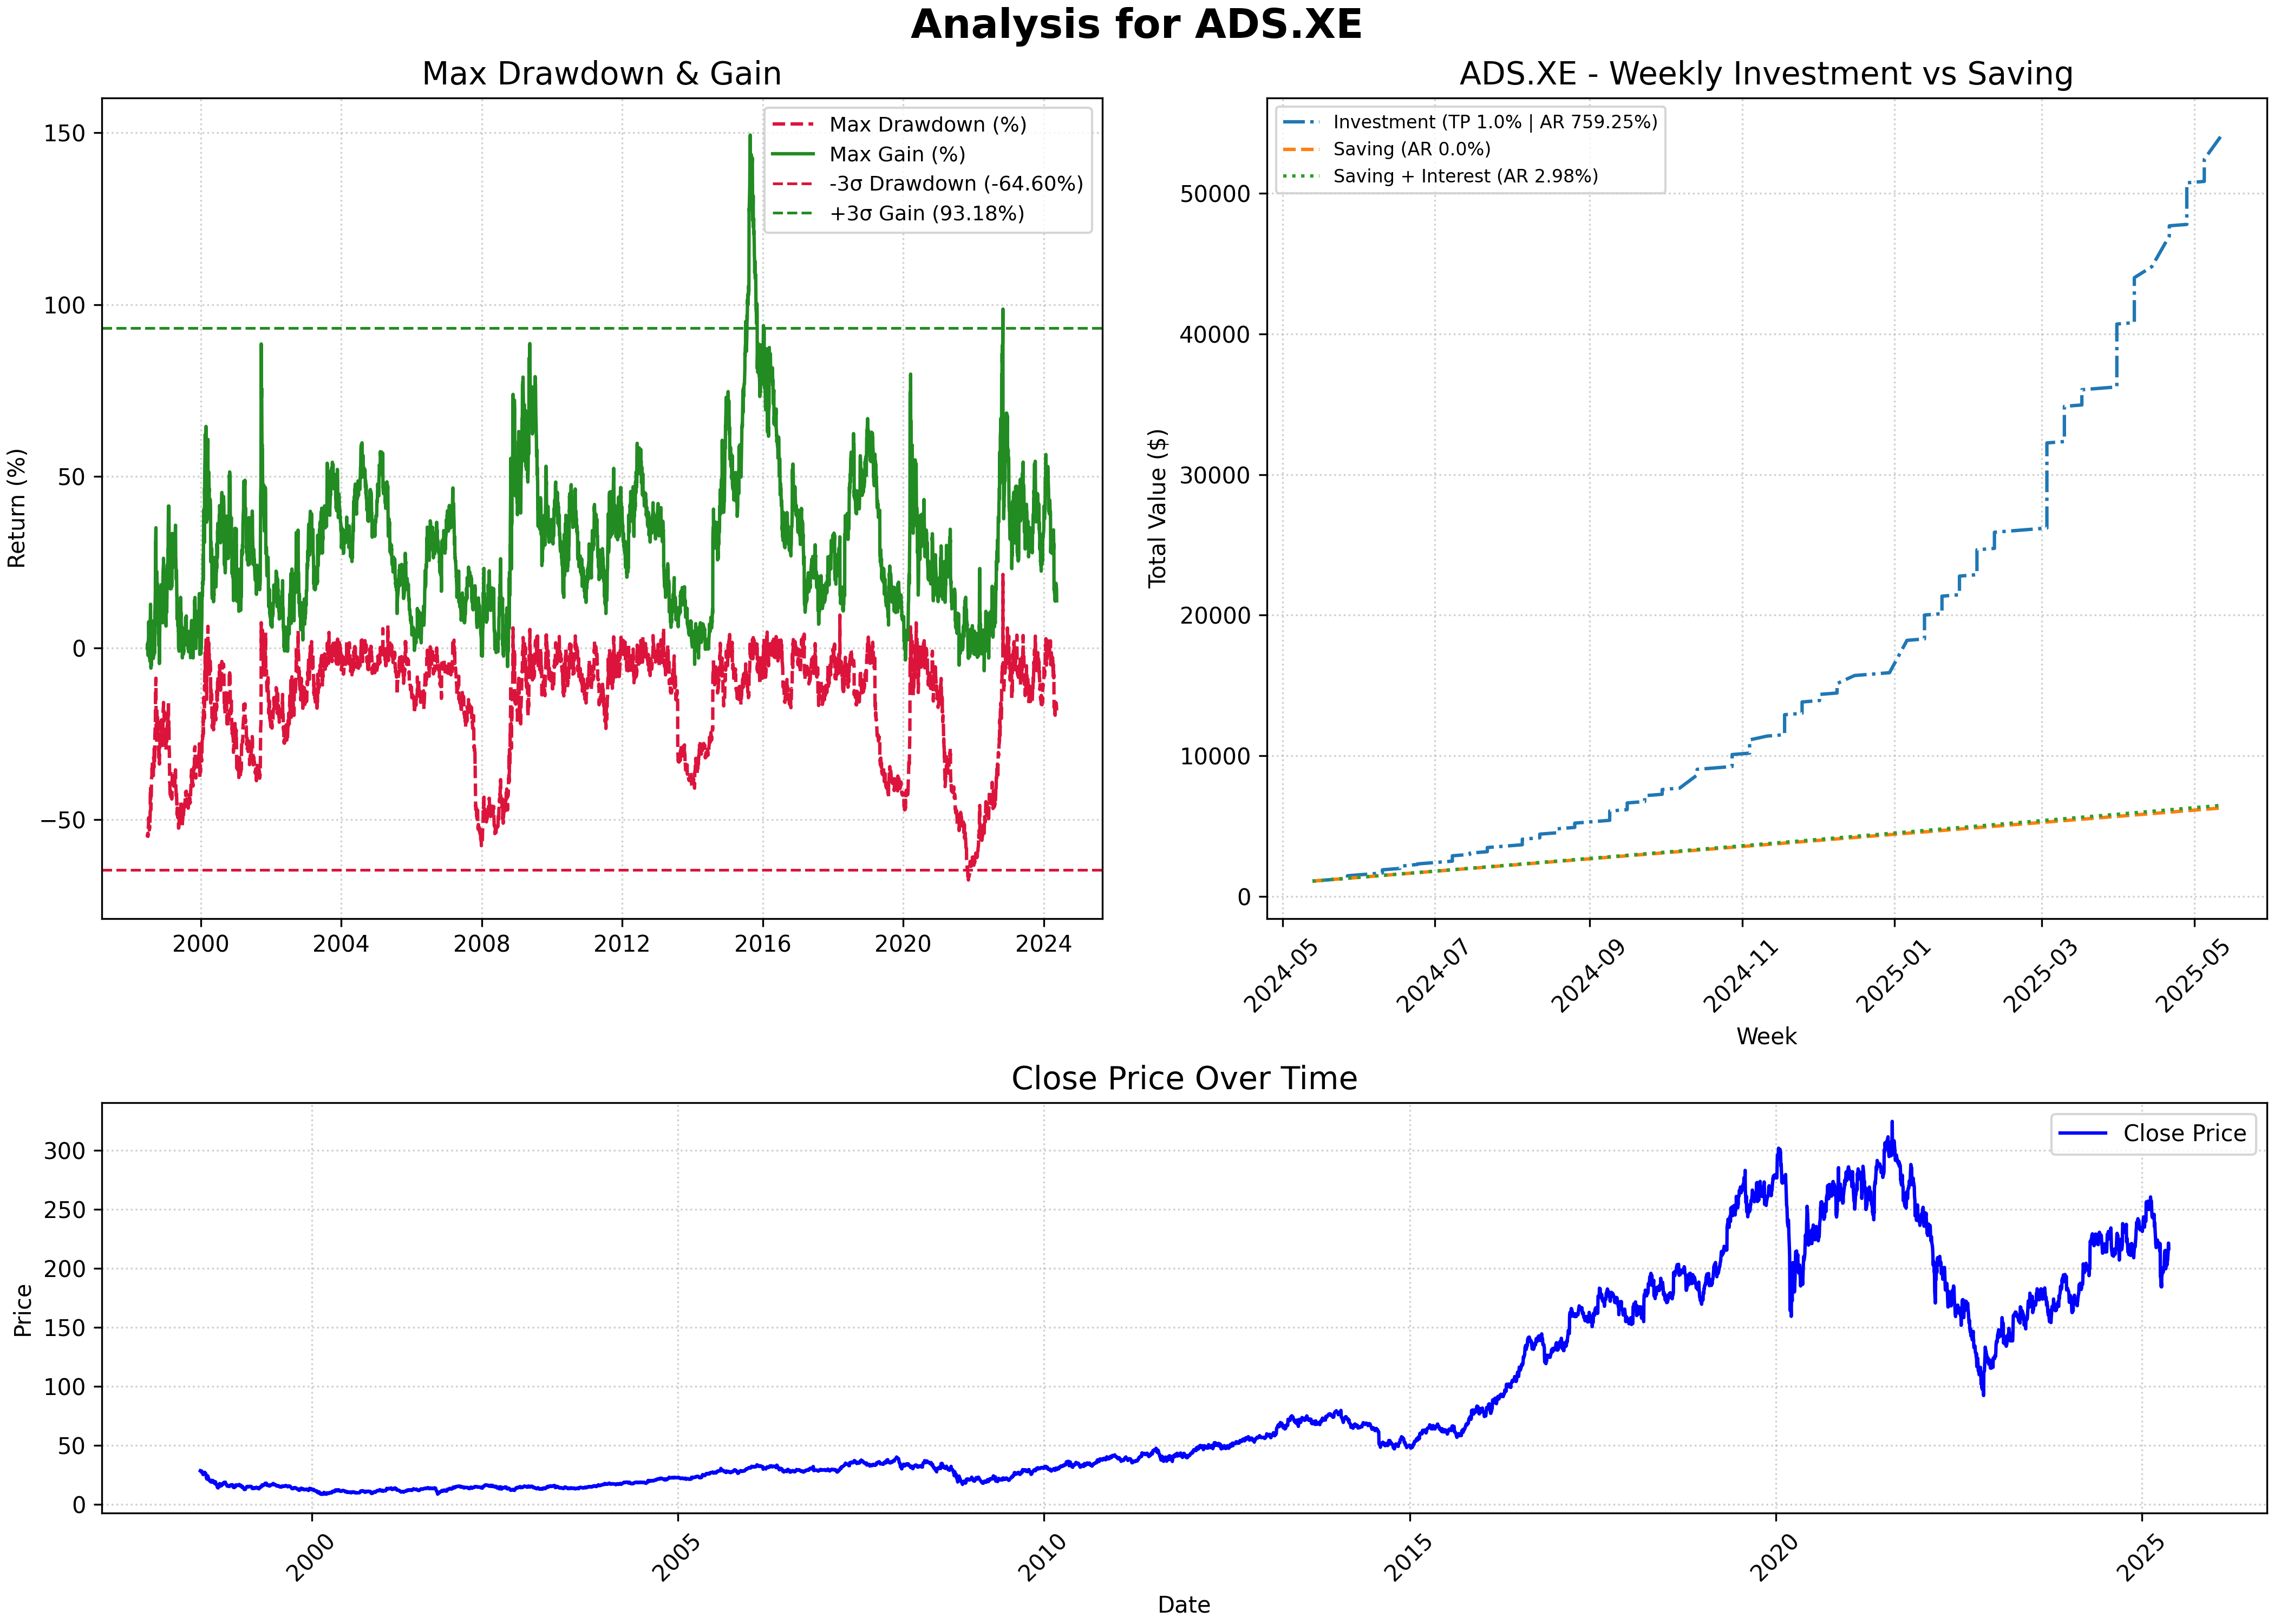 Analysis for ADS.XE
Max Drawdown & Gain
Return (%)
150
100
50
0
−50
Max Drawdown (%)
Max Gain (%)
-3σ Drawdown (-64.60%)
+3σ Gain (93.18%)
2000
2004
2008
2012
2016
2020
2024
ADS.XE - Weekly Investment vs Saving
Total Value ($)
50000
40000
30000
20000
10000
0
Investment (TP 1.0% | AR 759.25%)
Saving (AR 0.0%)
Saving + Interest (AR 2.98%)
2024-05
2024-07
2024-09
2024-11
2025-01
2025-03
2025-05
Week
Close Price Over Time
Price
300
250
200
150
100
50
0
Close Price
2000
2005
2010
2015
2020
2025
Date